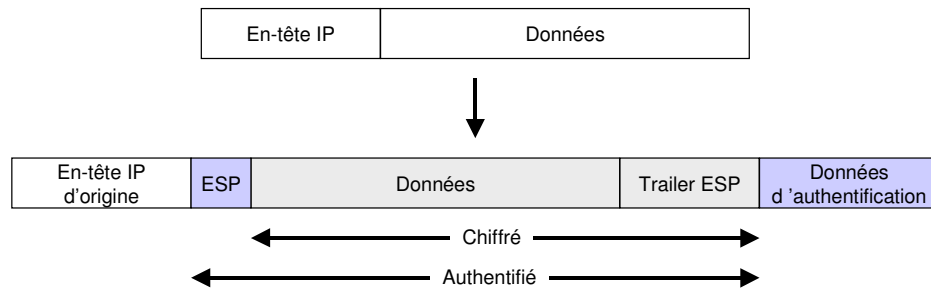 En-tête IP
Données
En-tête IP
d'origine
ESP
Données
Trailer ESP
Données
d 'authentification
Chiffré
Authentifié